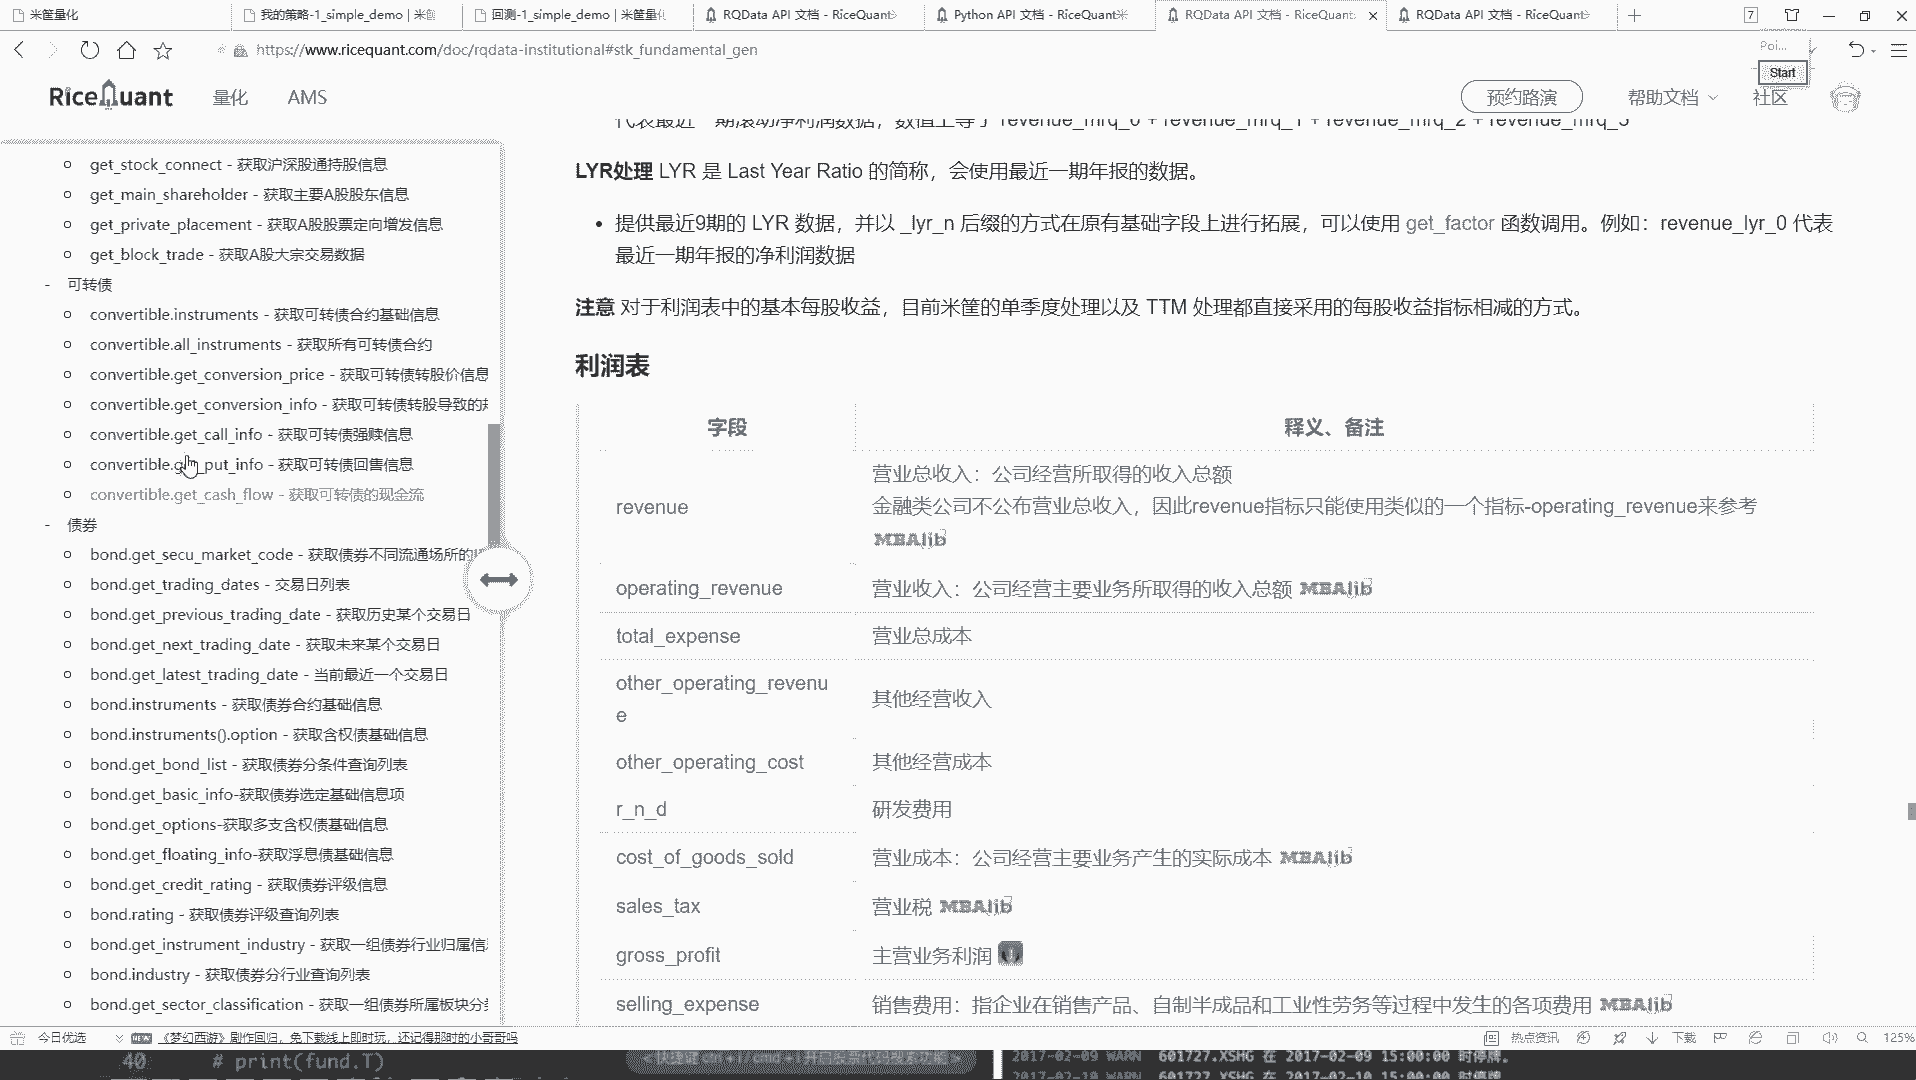 米筐量化
我的策略-1_simple_demo | 米筐
回测-1_simple_demo | 米筐量化
RQData API 文档 - RiceQuant
Python API 文档 - RiceQuant米
RQData API 文档 - RiceQuant
RQData API 文档 - RiceQuant
7
https://www.ricequant.com/doc/rqdata-institutional#stk_fundamental_gen
Poi...
Start
RiceQuant
量化
AMS
预约路演
帮助文档
社区
get_stock_connect - 获取沪深股通持股信息
get_main_shareholder - 获取主要A股股东信息
get_private_placement - 获取A股股票定向增发信息
get_block_trade - 获取A股大宗交易数据
- 可转债
convertible.instruments - 获取可转债合约基础信息
convertible.all_instruments - 获取所有可转债合约
convertible.get_conversion_price - 获取可转债转股价信息
convertible.get_conversion_info - 获取可转债转股导致的
convertible.get_call_info - 获取可转债强赎信息
convertible.get_put_info - 获取可转债回售信息
convertible.get_cash_flow - 获取可转债的现金流
- 债券
bond.get_secu_market_code - 获取债券不同流通场所的
bond.get_trading_dates - 交易日列表
bond.get_previous_trading_date - 获取历史某个交易日
bond.get_next_trading_date - 获取未来某个交易日
bond.get_latest_trading_date - 当前最近一个交易日
bond.instruments - 获取债券合约基础信息
bond.instruments().option - 获取含权债基础信息
bond.get_bond_list - 获取债券分条件查询列表
bond.get_basic_info-获取债券选定基础信息项
bond.get_options-获取多支含权债基础信息
bond.get_floating_info-获取浮息债基础信息
bond.get_credit_rating - 获取债券评级信息
bond.rating - 获取债券评级查询列表
bond.get_instrument_industry - 获取一组债券行业归属信
bond.industry - 获取债券分行业查询列表
bond.get_sector_classification - 获取一组债券所属板块分
代表最近一期滚动净利润数据，数值上等于 revenue_mrq_0 + revenue_mrq_1 + revenue_mrq_2 + revenue_mrq_3
LYR处理 LYR 是 Last Year Ratio 的简称，会使用最近一期年报的数据。
• 提供最近9期的 LYR 数据，并以 _lyr_n 后缀的方式在原有基础字段上进行拓展，可以使用 get_factor 函数调用。例如：revenue_lyr_0 代表
最近一期年报的净利润数据
注意 对于利润表中的基本每股收益，目前米筐的单季度处理以及 TTM 处理都直接采用的每股收益指标相减的方式。
利润表
字段
释义、备注
revenue
营业总收入：公司经营所取得的收入总额
金融类公司不公布营业总收入，因此revenue指标只能使用类似的一个指标-operating_revenue来参考
MBAlib
operating_revenue
营业收入：公司经营主要业务所取得的收入总额 MBAlib
total_expense
营业总成本
other_operating_revenu
e
其他经营收入
other_operating_cost
其他经营成本
r_n_d
研发费用
cost_of_goods_sold
营业成本：公司经营主要业务产生的实际成本 MBAlib
sales_tax
营业税 MBAlib
gross_profit
主营业务利润
selling_expense
销售费用：指企业在销售产品、自制半成品和工业性劳务等过程中发生的各项费用 MBAlib
今日优选
NEW
《梦幻西游》剧作回归，免下载线上即时玩，还记得那时的小哥哥吗
热点资讯
下载
125%
40 # print(fund.T)
<快捷键 ctrl + i / cmd + i 开启股票代码搜索功能>
2017-02-09 WARN 601727.XSHG 在 2017-02-09 15:00:00 时停牌。
2017-02-10 WARN 601727.XSHG 在 2017-02-10 15:00:00 时停牌。